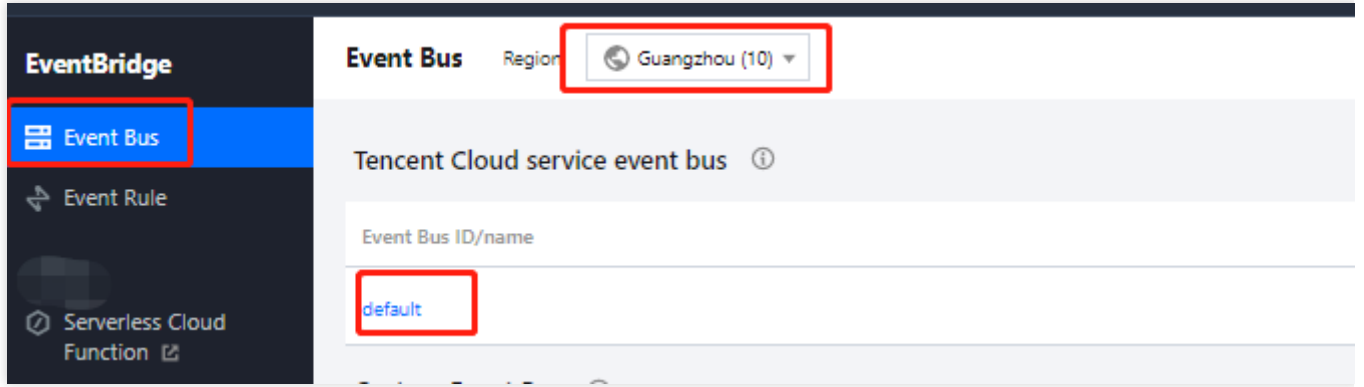 EventBridge
Event Bus Region Guangzhou (10)
Event Bus
Tencent Cloud service event bus
Event Rule
Event Bus ID/name
default
Serverless Cloud
Function